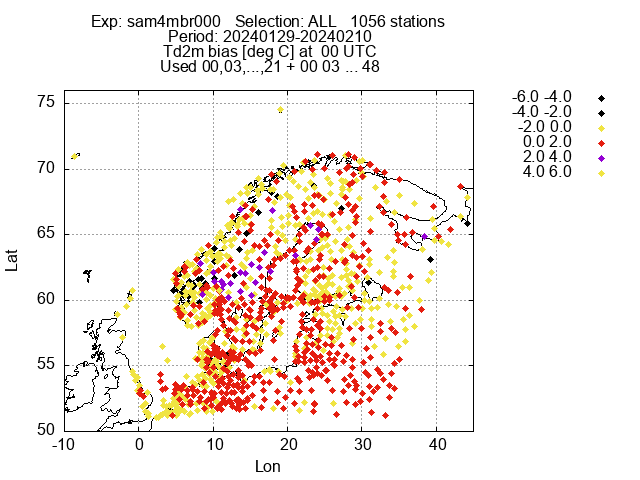 Exp: sam4mbr000 Selection: ALL 1056 stations
Period: 20240129-20240210
Td2m bias [deg C] at 00 UTC
Used 00,03,...,21 + 00 03 ... 48
-6.0 -4.0
-4.0 -2.0
-2.0 0.0
0.0 2.0
2.0 4.0
4.0 6.0
75
70
65
60
55
50
Lat
-10 0 10 20 30 40
Lon